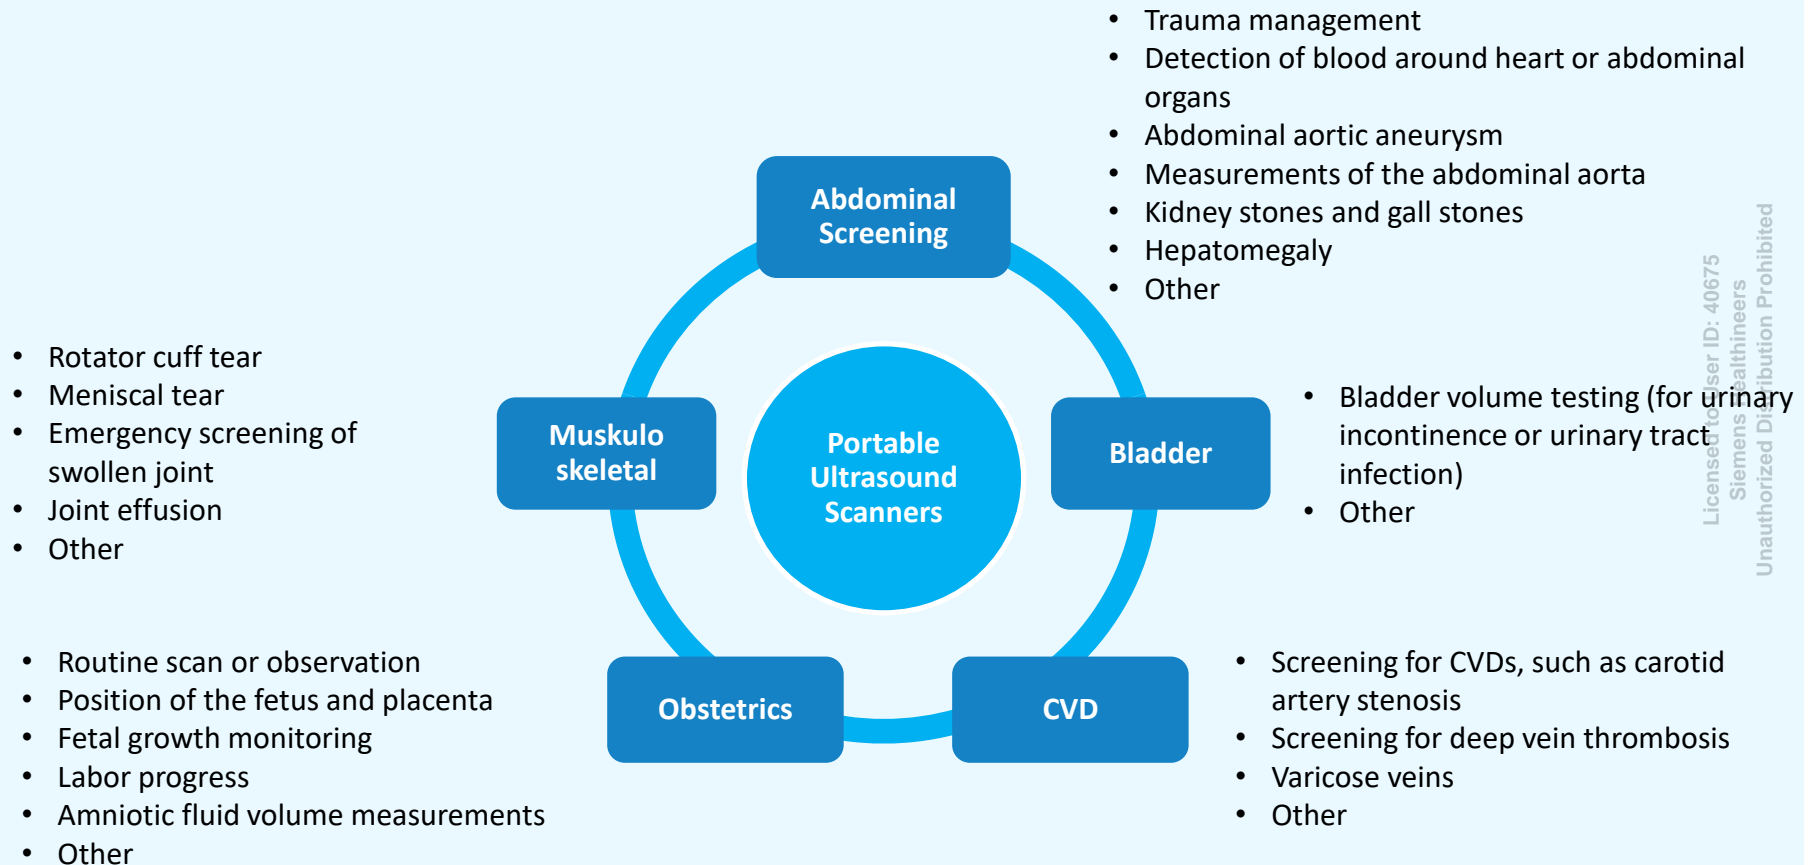 • Trauma management
• Detection of blood around heart or abdominal
organs
• Abdominal aortic aneurysm
• Measurements of the abdominal aorta
• Kidney stones and gall stones
• Hepatomegaly
• Other
Abdominal
Screening
• Rotator cuff tear
• Meniscal tear
• Emergency screening of
swollen joint
• Joint effusion
• Other
Muskulo
skeletal
Portable
Ultrasound
Scanners
Bladder
• Bladder volume testing (for urinary
incontinence or urinary tract
infection)
• Other
• Routine scan or observation
• Position of the fetus and placenta
• Fetal growth monitoring
• Labor progress
• Amniotic fluid volume measurements
• Other
Obstetrics
CVD
• Screening for CVDs, such as carotid
artery stenosis
• Screening for deep vein thrombosis
• Varicose veins
• Other
Licensed to User ID: 40675
Siemens Healthineers
Unauthorized Distribution Prohibited